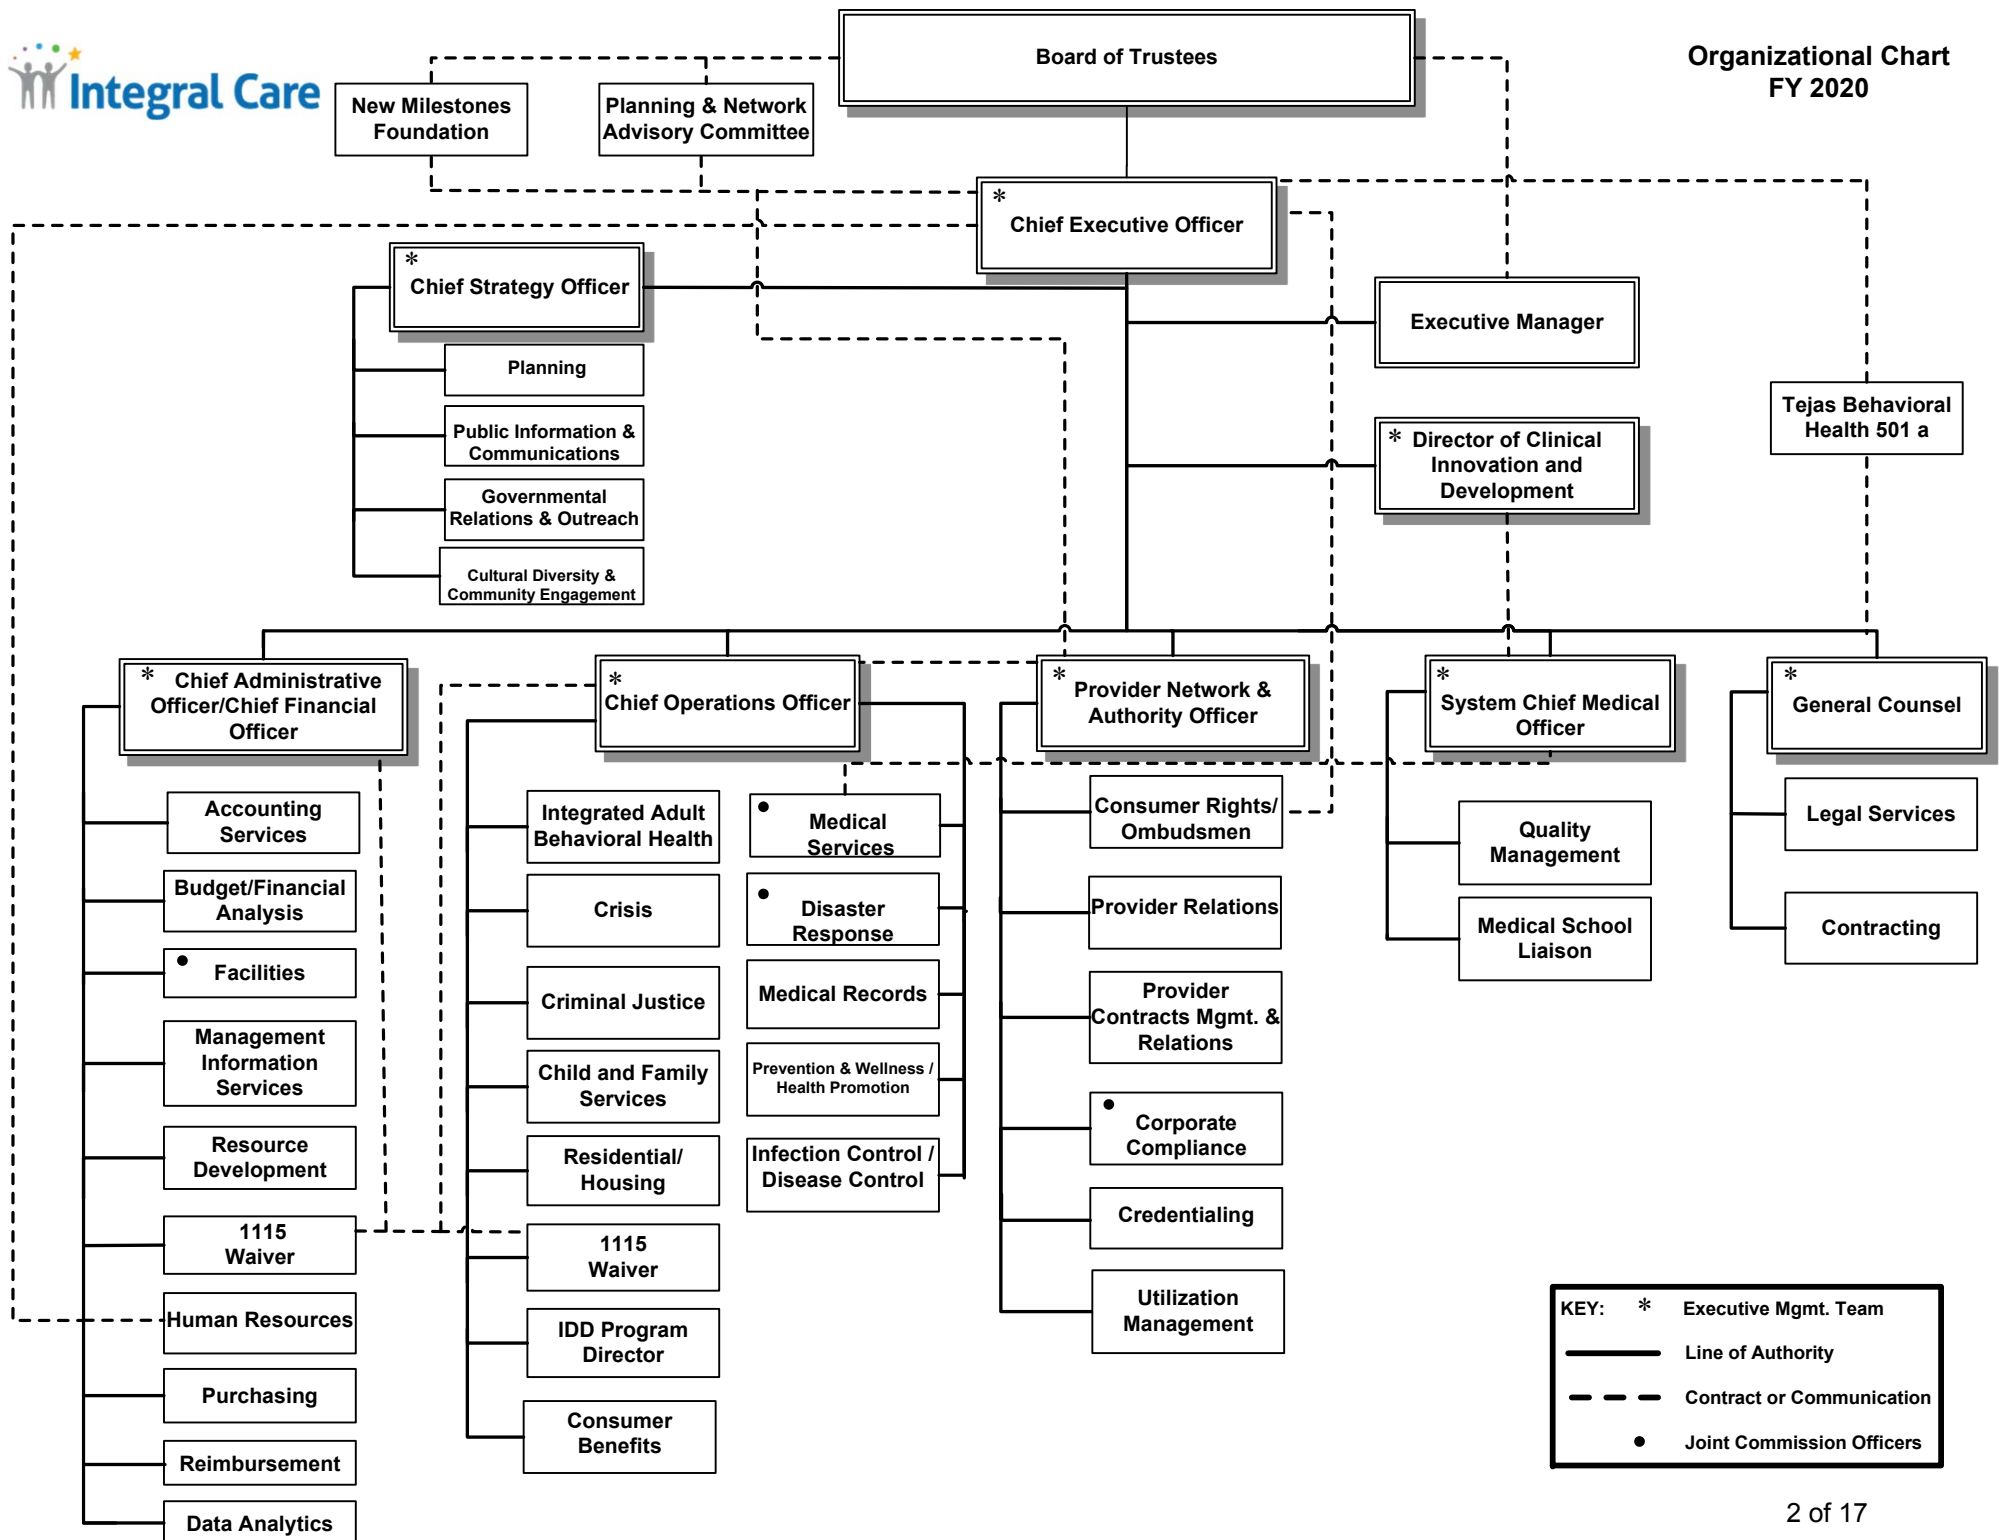 Integral Care
Organizational Chart
FY 2020
Board of Trustees
New Milestones
Foundation
Planning & Network
Advisory Committee
*
Chief Executive Officer
*
Chief Strategy Officer
Planning
Public Information &
Communications
Governmental
Relations & Outreach
Cultural Diversity &
Community Engagement
Executive Manager
* Director of Clinical
Innovation and
Development
Tejas Behavioral
Health 501 a
* Chief Administrative
Officer/Chief Financial
Officer
Accounting
Services
Budget/Financial
Analysis
• Facilities
Management
Information
Services
Resource
Development
1115
Waiver
Human Resources
Purchasing
Reimbursement
Data Analytics
*
Chief Operations Officer
Integrated Adult
Behavioral Health
Crisis
Criminal Justice
Child and Family
Services
Residential/
Housing
1115
Waiver
IDD Program
Director
Consumer
Benefits
•
Medical
Services
•
Disaster
Response
Medical Records
Prevention & Wellness /
Health Promotion
Infection Control /
Disease Control
* Provider Network &
Authority Officer
Consumer Rights/
Ombudsmen
Provider Relations
Provider
Contracts Mgmt. &
Relations
•
Corporate
Compliance
Credentialing
Utilization
Management
*
System Chief Medical
Officer
Quality
Management
Medical School
Liaison
*
General Counsel
Legal Services
Contracting
KEY: * Executive Mgmt. Team
Line of Authority
Contract or Communication
• Joint Commission Officers
2 of 17